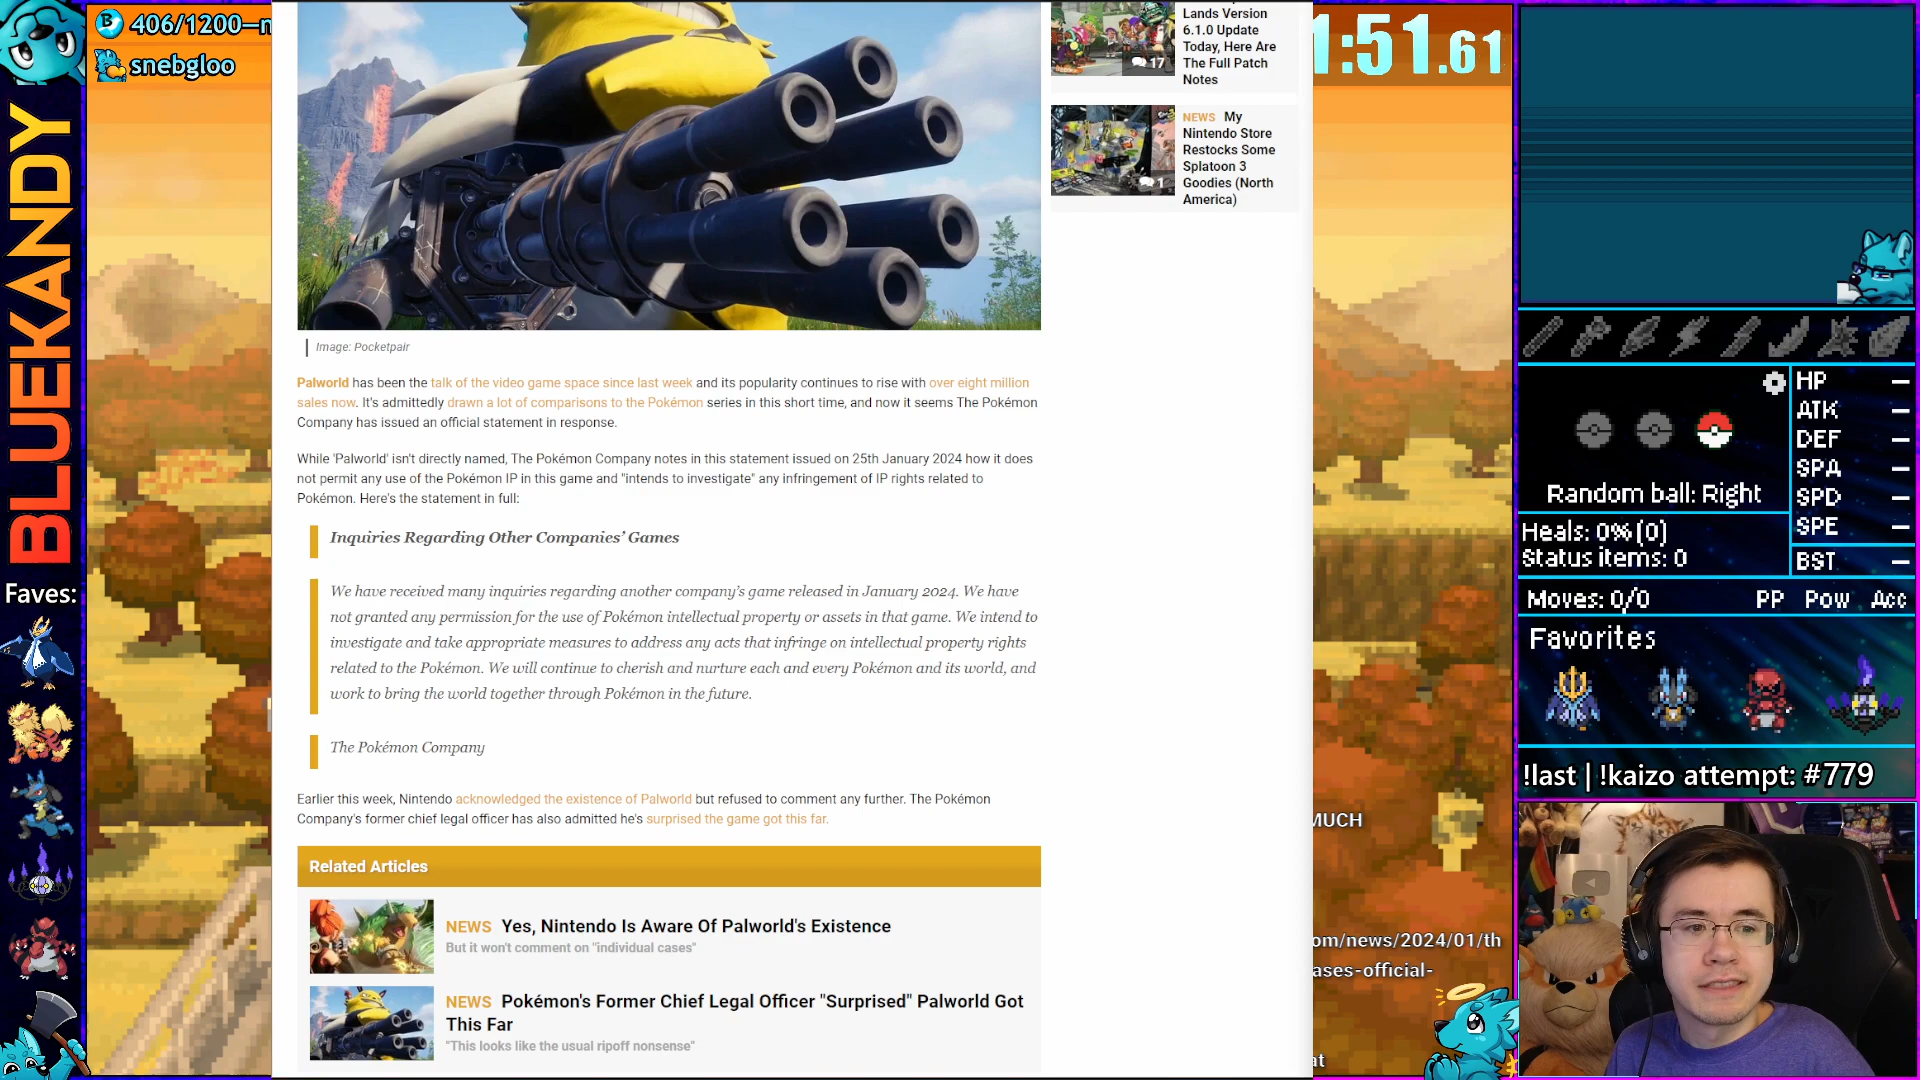 406/1200—
snebgloo
BLUEKANDY
Faves:
Lands Version
6.1.0 Update
Today, Here Are
The Full Patch
Notes
17
NEWS My
Nintendo Store
Restocks Some
Splatoon 3
Goodies (North
America)
1
Image: Pocketpair
Palworld has been the talk of the video game space since last week and its popularity continues to rise with over eight million
sales now. It's admittedly drawn a lot of comparisons to the Pokémon series in this short time, and now it seems The Pokémon
Company has issued an official statement in response.
While 'Palworld' isn't directly named, The Pokémon Company notes in this statement issued on 25th January 2024 how it does
not permit any use of the Pokémon IP in this game and "intends to investigate" any infringement of IP rights related to
Pokémon. Here's the statement in full:
Inquiries Regarding Other Companies’ Games
We have received many inquiries regarding another company’s game released in January 2024. We have
not granted any permission for the use of Pokémon intellectual property or assets in that game. We intend to
investigate and take appropriate measures to address any acts that infringe on intellectual property rights
related to the Pokémon. We will continue to cherish and nurture each and every Pokémon and its world, and
work to bring the world together through Pokémon in the future.
The Pokémon Company
Earlier this week, Nintendo acknowledged the existence of Palworld but refused to comment any further. The Pokémon
Company's former chief legal officer has also admitted he's surprised the game got this far.
Related Articles
NEWS Yes, Nintendo Is Aware Of Palworld's Existence
But it won't comment on "individual cases"
NEWS Pokémon's Former Chief Legal Officer "Surprised" Palworld Got
This Far
"This looks like the usual ripoff nonsense"
1:51.61
MUCH
om/news/2024/01/th
ases-official-
at
HP —
ATK —
DEF —
SPA —
SPD —
SPE —
BST —
Random ball: Right
Heals: 0% (0)
Status items: 0
Moves: 0/0 PP Pow Acc
Favorites
!last | !kaizo attempt: #779